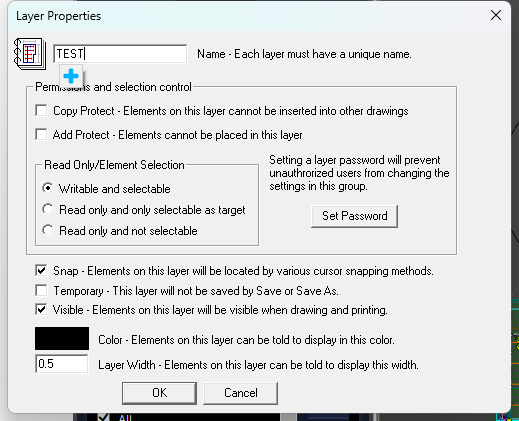 Layer Properties
TEST
Name - Each layer must have a unique name.
Permissions and selection control
Copy Protect - Elements on this layer cannot be inserted into other drawings
Add Protect - Elements cannot be placed in this layer
Read Only/Element Selection
Writable and selectable
Read only and only selectable as target
Read only and not selectable
Setting a layer password will prevent
unauthrorized users from changing the
settings in this group.
Set Password
Snap - Elements on this layer will be located by various cursor snapping methods.
Temporary - This layer will not be saved by Save or Save As.
Visible - Elements on this layer will be visible when drawing and printing.
Color - Elements on this layer can be told to display in this color.
0.5
Layer Width - Elements on this layer can be told to display this width.
OK
Cancel
All